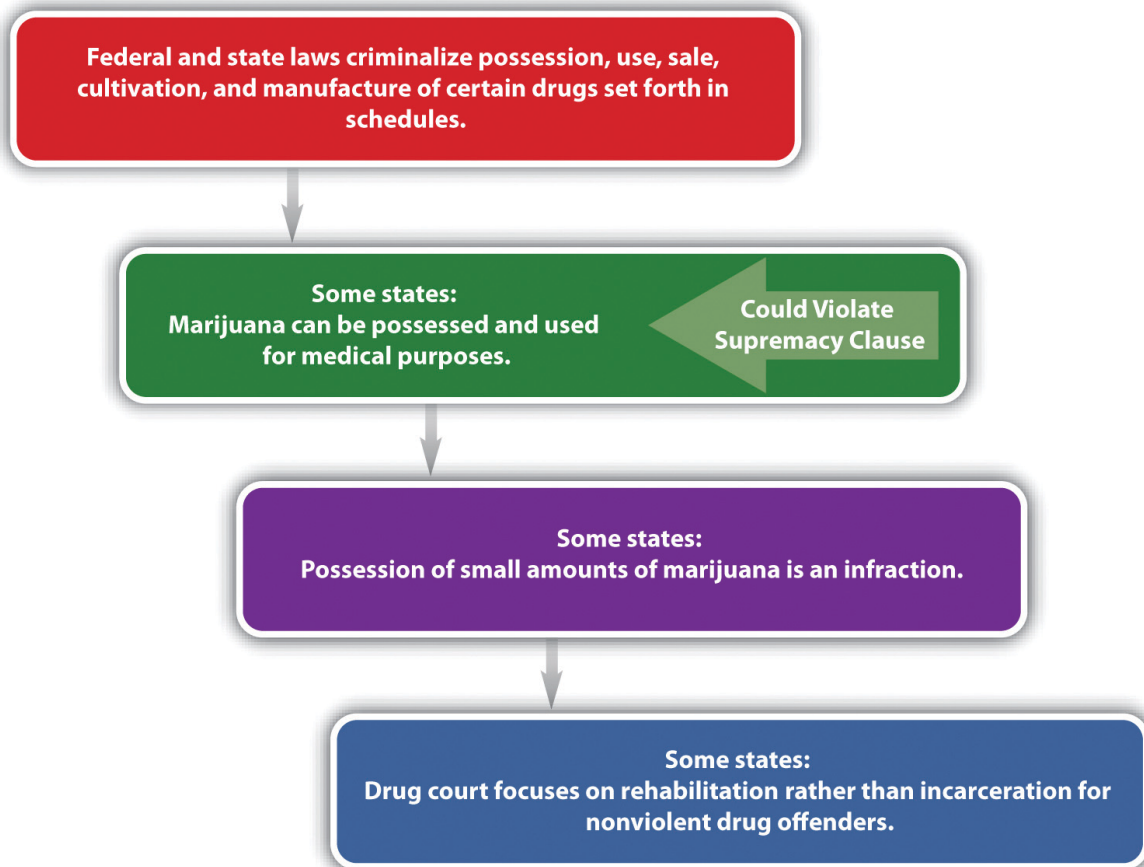 Federal and state laws criminalize possession, use, sale,
cultivation, and manufacture of certain drugs set forth in
schedules.
Some states:
Marijuana can be possessed and used
for medical purposes.
Could Violate
Supremacy Clause
Some states:
Possession of small amounts of marijuana is an infraction.
Some states:
Drug court focuses on rehabilitation rather than incarceration for
nonviolent drug offenders.